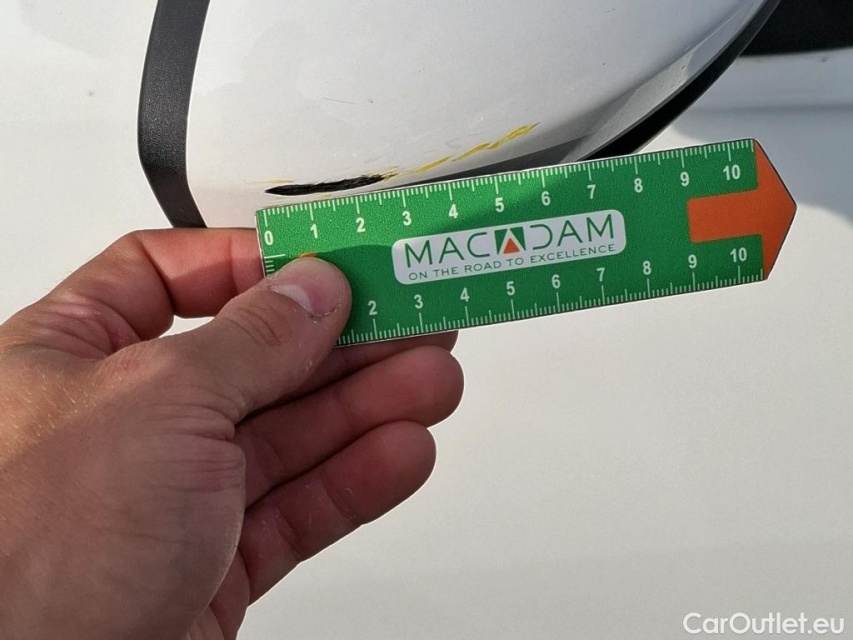 0 1 2 3 4 5 6 7 8 9 10
MACADAM
ON THE ROAD TO EXCELLENCE
2 3 4 5 6 7 8 9 10
CarOutlet.eu